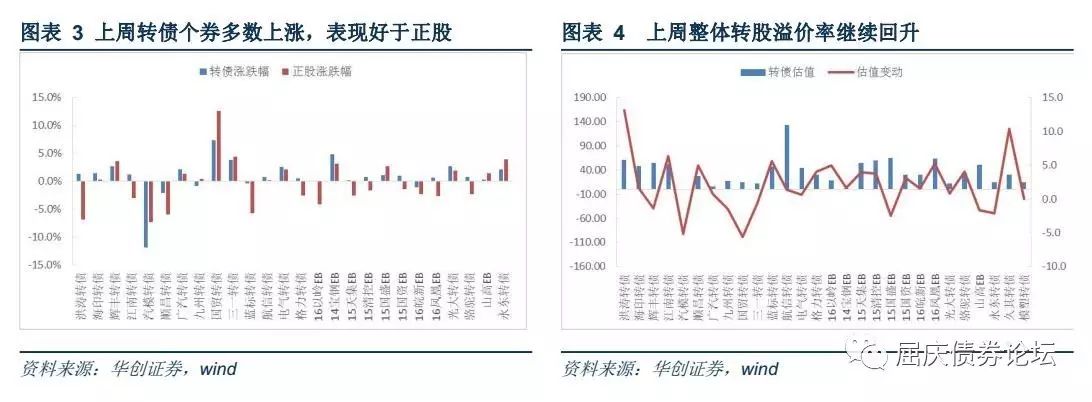 图表 3 上周转债个券多数上涨，表现好于正股
转债涨跌幅 正股涨跌幅
15.0%
10.0%
5.0%
0.0%
-5.0%
-10.0%
-15.0%
洪涛转债
海印转债
辉丰转债
江南转债
汽模转债
顺昌转债
广汽转债
九州转债
国贸转债
三一转债
蓝标转债
航信转债
电气转债
格力转债
16以岭EB
14宝钢EB
15天集EB
15清控EB
15国盛EB
15国资EB
16皖新EB
16凤凰EB
光大转债
骆驼转债
山高EB
永东转债
资料来源：华创证券，wind
图表 4 上周整体转股溢价率继续回升
转债估值 估值变动
190.00
140.00
90.00
40.00
-10.00
-60.00
-110.00
-160.00
15.0
10.0
5.0
0.0
-5.0
-10.0
洪涛转债
海印转债
辉丰转债
江南转债
汽模转债
顺昌转债
广汽转债
九州转债
国贸转债
三一转债
蓝标转债
航信转债
电气转债
格力转债
16以岭EB
14宝钢EB
15天集EB
15清控EB
15国盛EB
15国资EB
16皖新EB
16凤凰EB
光大转债
骆驼转债
山高EB
永东转债
久其转债
模塑转债
资料来源：华创证券，wind
屈庆债券论坛